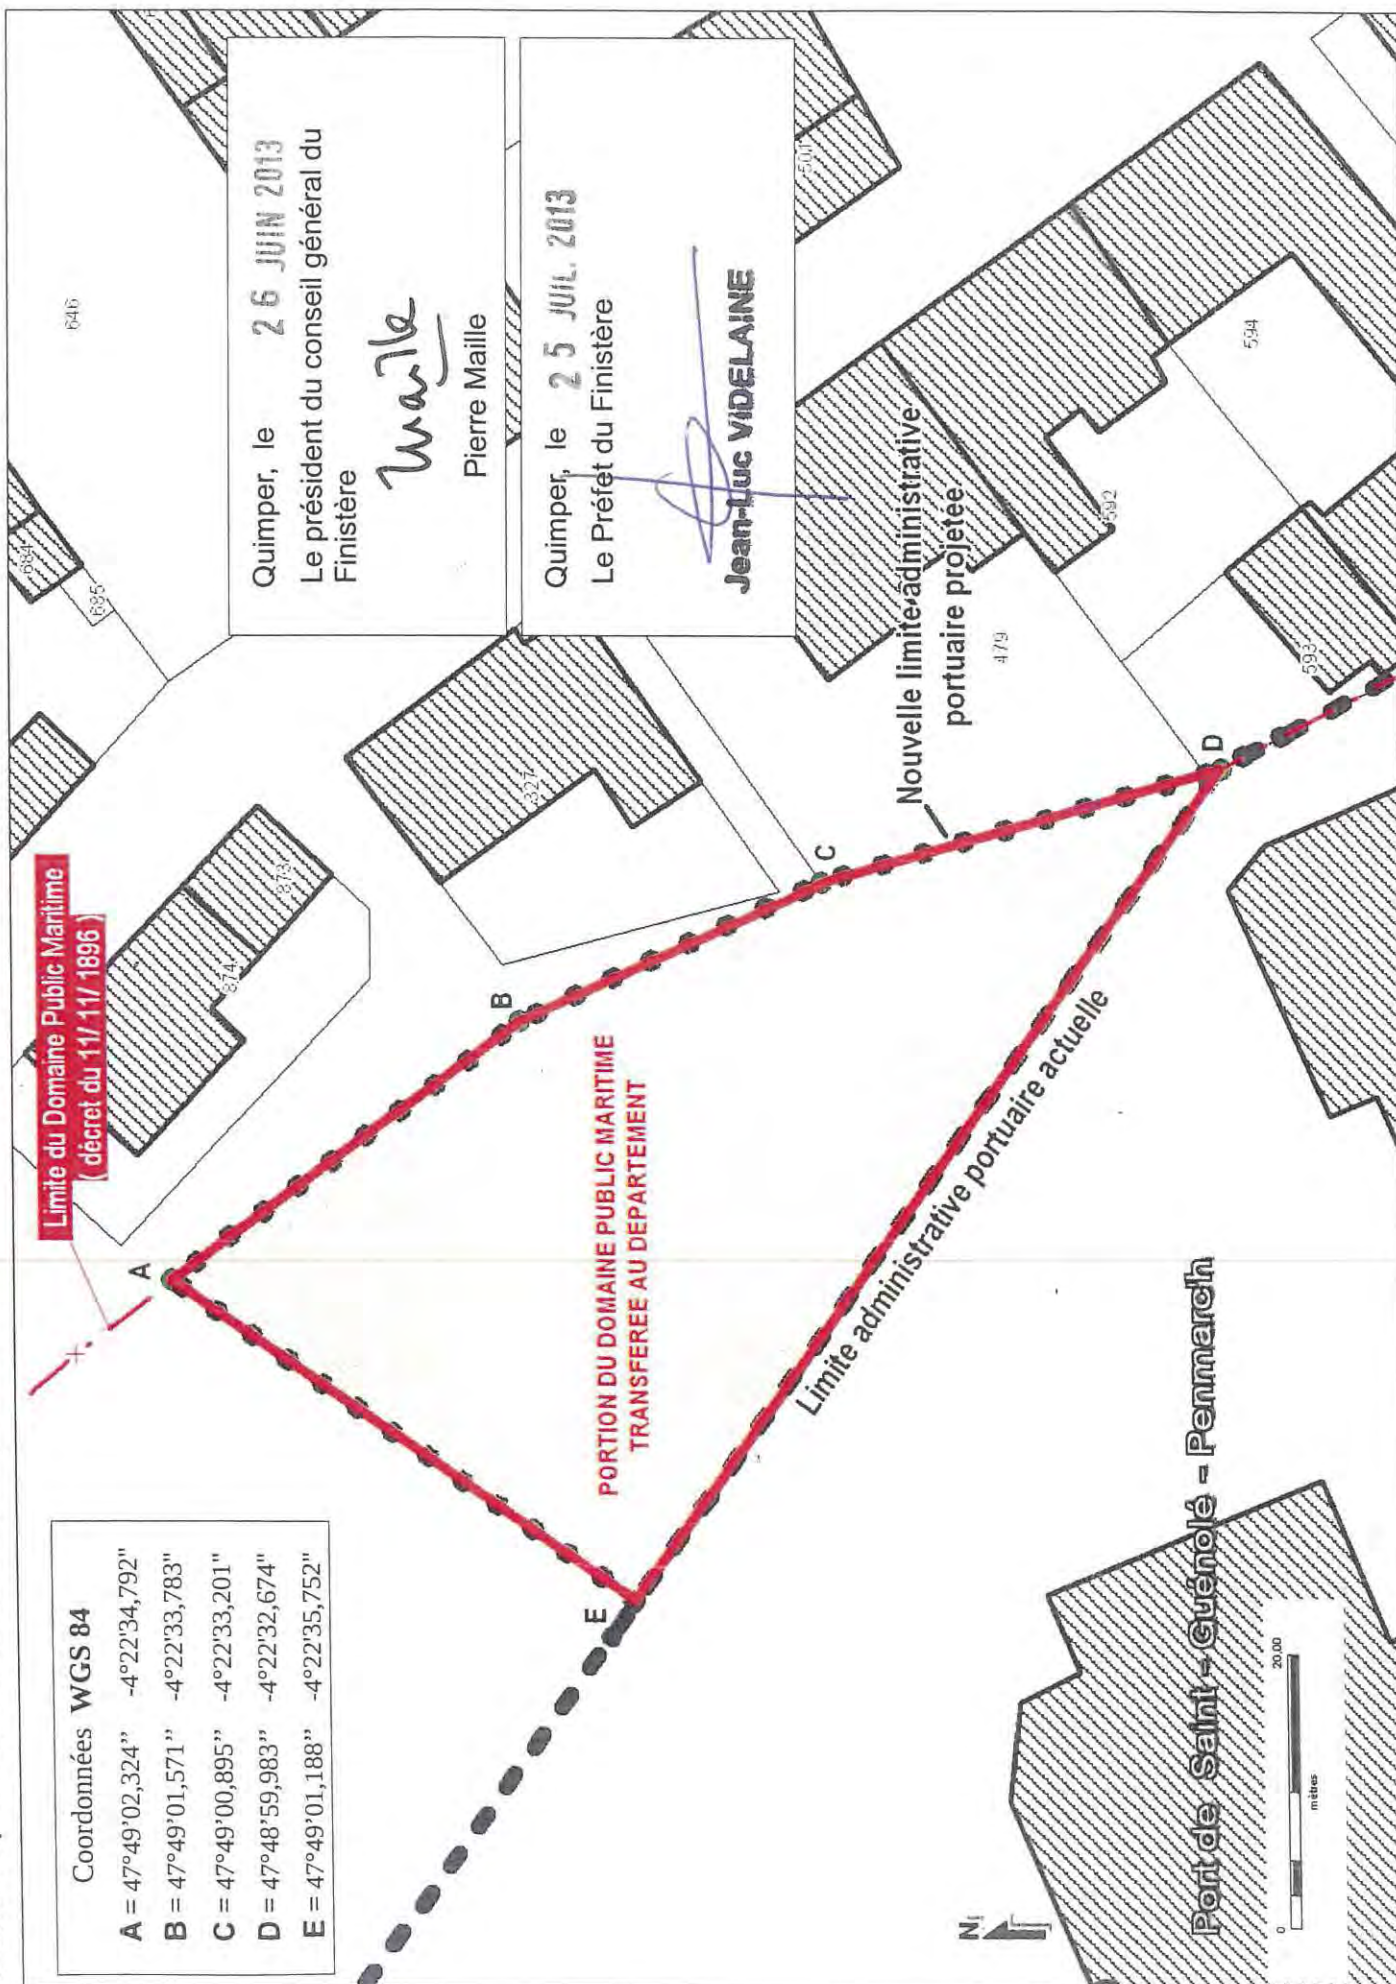 Coordonnées WGS 84
A = 47°49'02,324" -4°22'34,792"
B = 47°49'01,571" -4°22'33,783"
C = 47°49'00,895" -4°22'33,201"
D = 47°48'59,983" -4°22'32,674"
E = 47°49'01,188" -4°22'35,752"
Limite du Domaine Public Maritime
( décret du 11/ 11/ 1896 )
A
B
C
D
E
PORTION DU DOMAINE PUBLIC MARITIME
TRANSFEREE AU DEPARTEMENT
Limite administrative portuaire actuelle
Nouvelle limite administrative
portuaire projetée
Quimper, le 26 JUIN 2013
Le président du conseil général du
Finistère
Maille
Pierre Maille
Quimper, le 25 JUIL. 2013
Le Préfet du Finistère
Jean-Luc VIDELAINE
646
684
685
873
874
327
501
479
592
593
594
N
0
20.00
mètres
Port de Saint - Guénolé - Penmarc'h